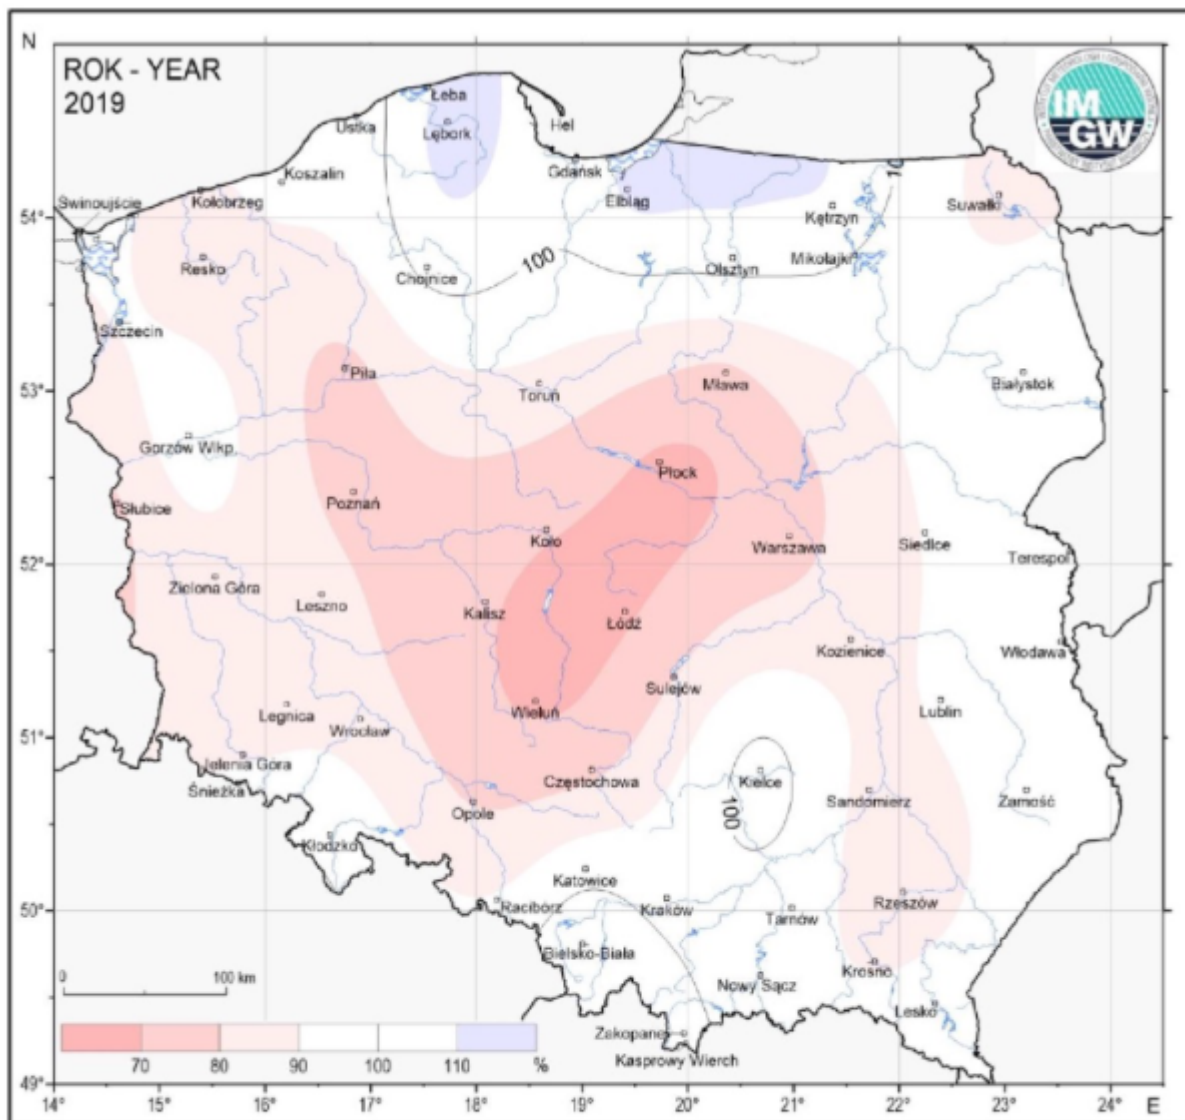 N
ROK - YEAR
2019
IM
GW
Łeba
Ustka
Lębork
Hel
Gdańsk
Koszalin
Elbląg
Świnoujście
Kołobrzeg
Kętrzyn
Suwałki
54°
100
Resko
Chojnice
Olsztyn
Mikołajki
Szczecin
Piła
Toruń
Mława
Białystok
53°
Gorzów Wlkp.
Płock
Słubice
Poznań
Koło
Warszawa
Siedlce
52°
Terespol
Zielona Góra
Leszno
Kalisz
Łódź
Kozienice
Włodawa
Sulejów
Legnica
Wrocław
Wieluń
Lublin
51°
Jelenia Góra
Śnieżka
Częstochowa
Kielce
100
Opole
Sandomierz
Zamość
Kłodzko
Katowice
50°
Racibórz
Kraków
Tarnów
Rzeszów
Bielsko-Biała
0
100 km
Nowy Sącz
Krosno
Lesko
Zakopane
Kasprowy Wierch
70 80 90 100 110 %
49°
14° 15° 16° 17° 18° 19° 20° 21° 22° 23° 24° E